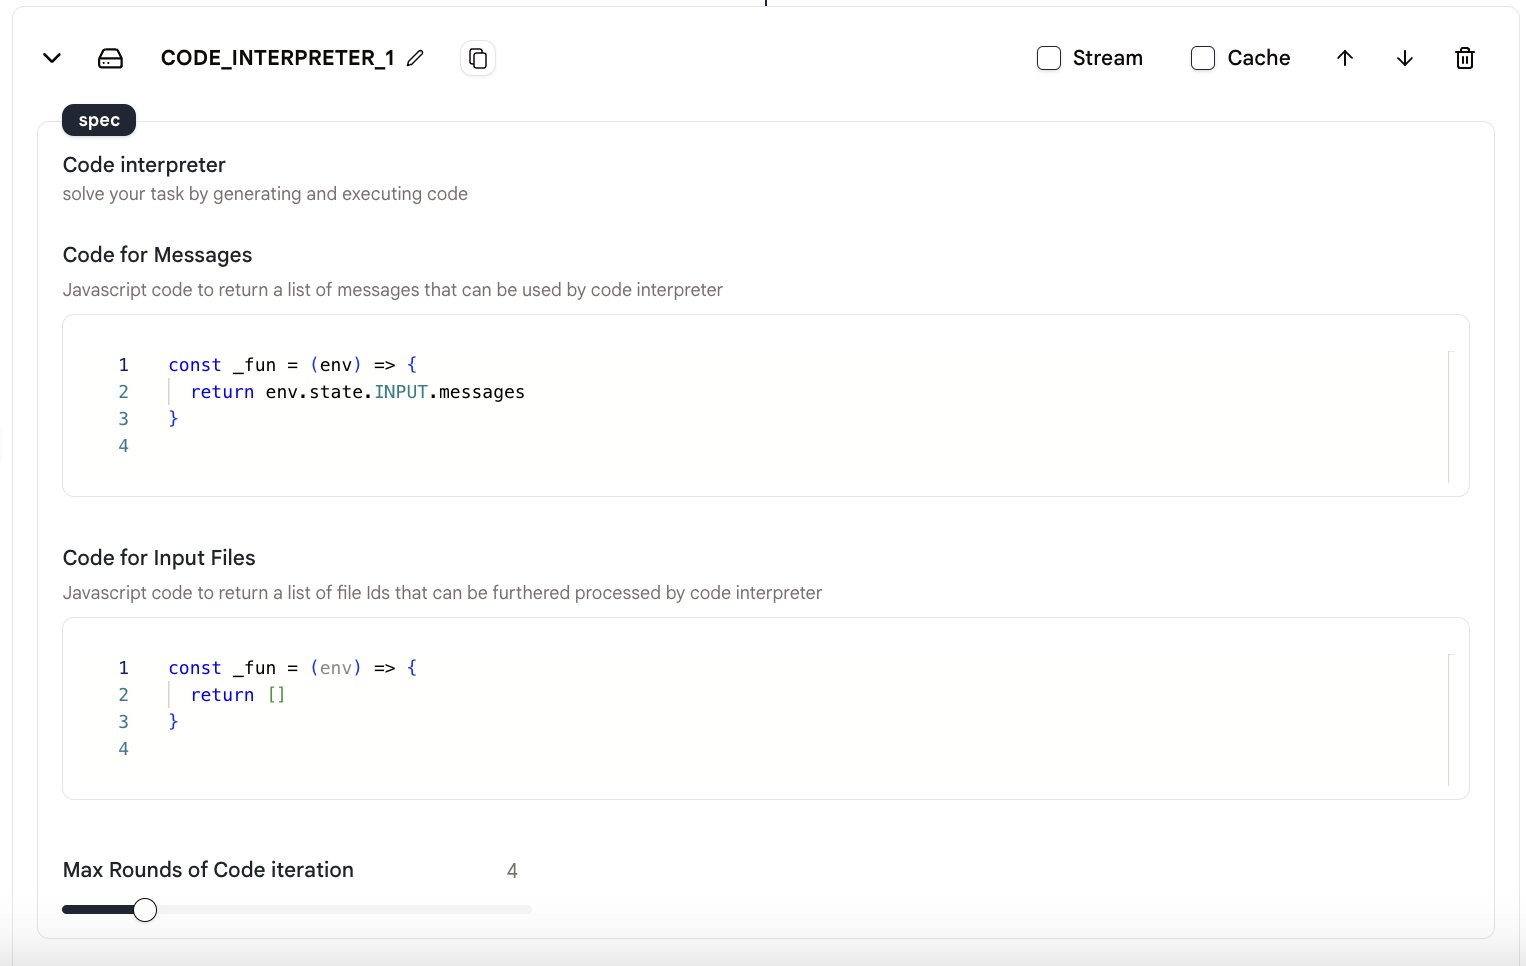 CODE_INTERPRETER_1 Stream Cache
spec
Code interpreter
solve your task by generating and executing code
Code for Messages
Javascript code to return a list of messages that can be used by code interpreter
1 const _fun = (env) => {
2   return env.state.INPUT.messages
3 }
4
Code for Input Files
Javascript code to return a list of file Ids that can be furthered processed by code interpreter
1 const _fun = (env) => {
2   return []
3 }
4
Max Rounds of Code iteration 4